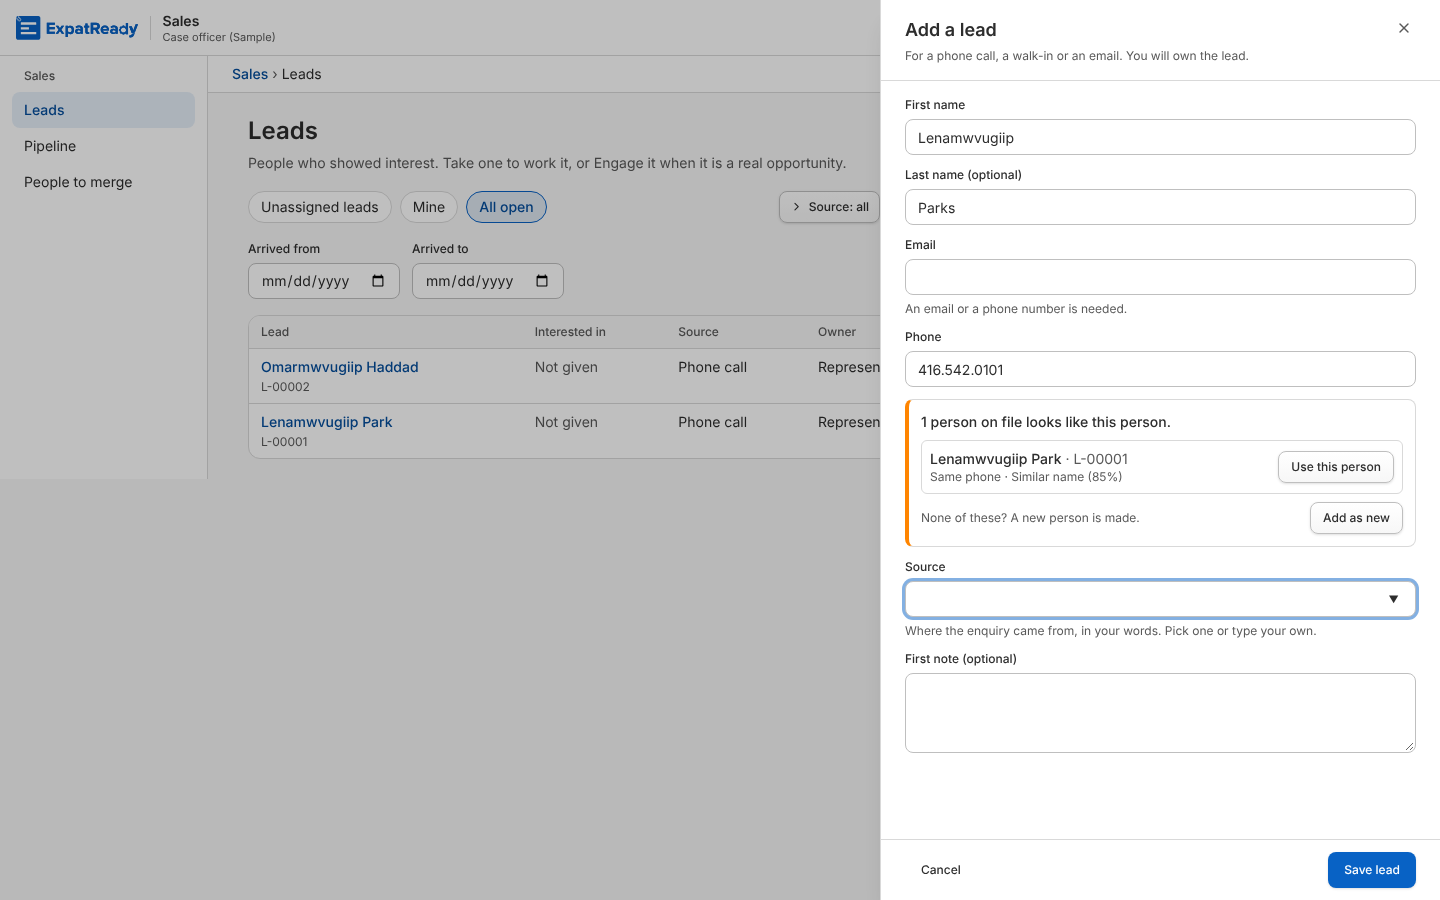 ExpatReady
Sales
Case officer (Sample)
Sales
Leads
Pipeline
People to merge
Sales › Leads
Leads
People who showed interest. Take one to work it, or Engage it when it is a real opportunity.
Unassigned leads
Mine
All open
Source: all
Arrived from
Arrived to
mm/dd/yyyy
mm/dd/yyyy
Lead
Interested in
Source
Owner
Omarmwvugiip Haddad
L-00002
Not given
Phone call
Represen
Lenamwvugiip Park
L-00001
Not given
Phone call
Represen
Add a lead
For a phone call, a walk-in or an email. You will own the lead.
First name
Lenamwvugiip
Last name (optional)
Parks
Email
An email or a phone number is needed.
Phone
416.542.0101
1 person on file looks like this person.
Lenamwvugiip Park · L-00001
Same phone · Similar name (85%)
Use this person
None of these? A new person is made.
Add as new
Source
Where the enquiry came from, in your words. Pick one or type your own.
First note (optional)
Cancel
Save lead